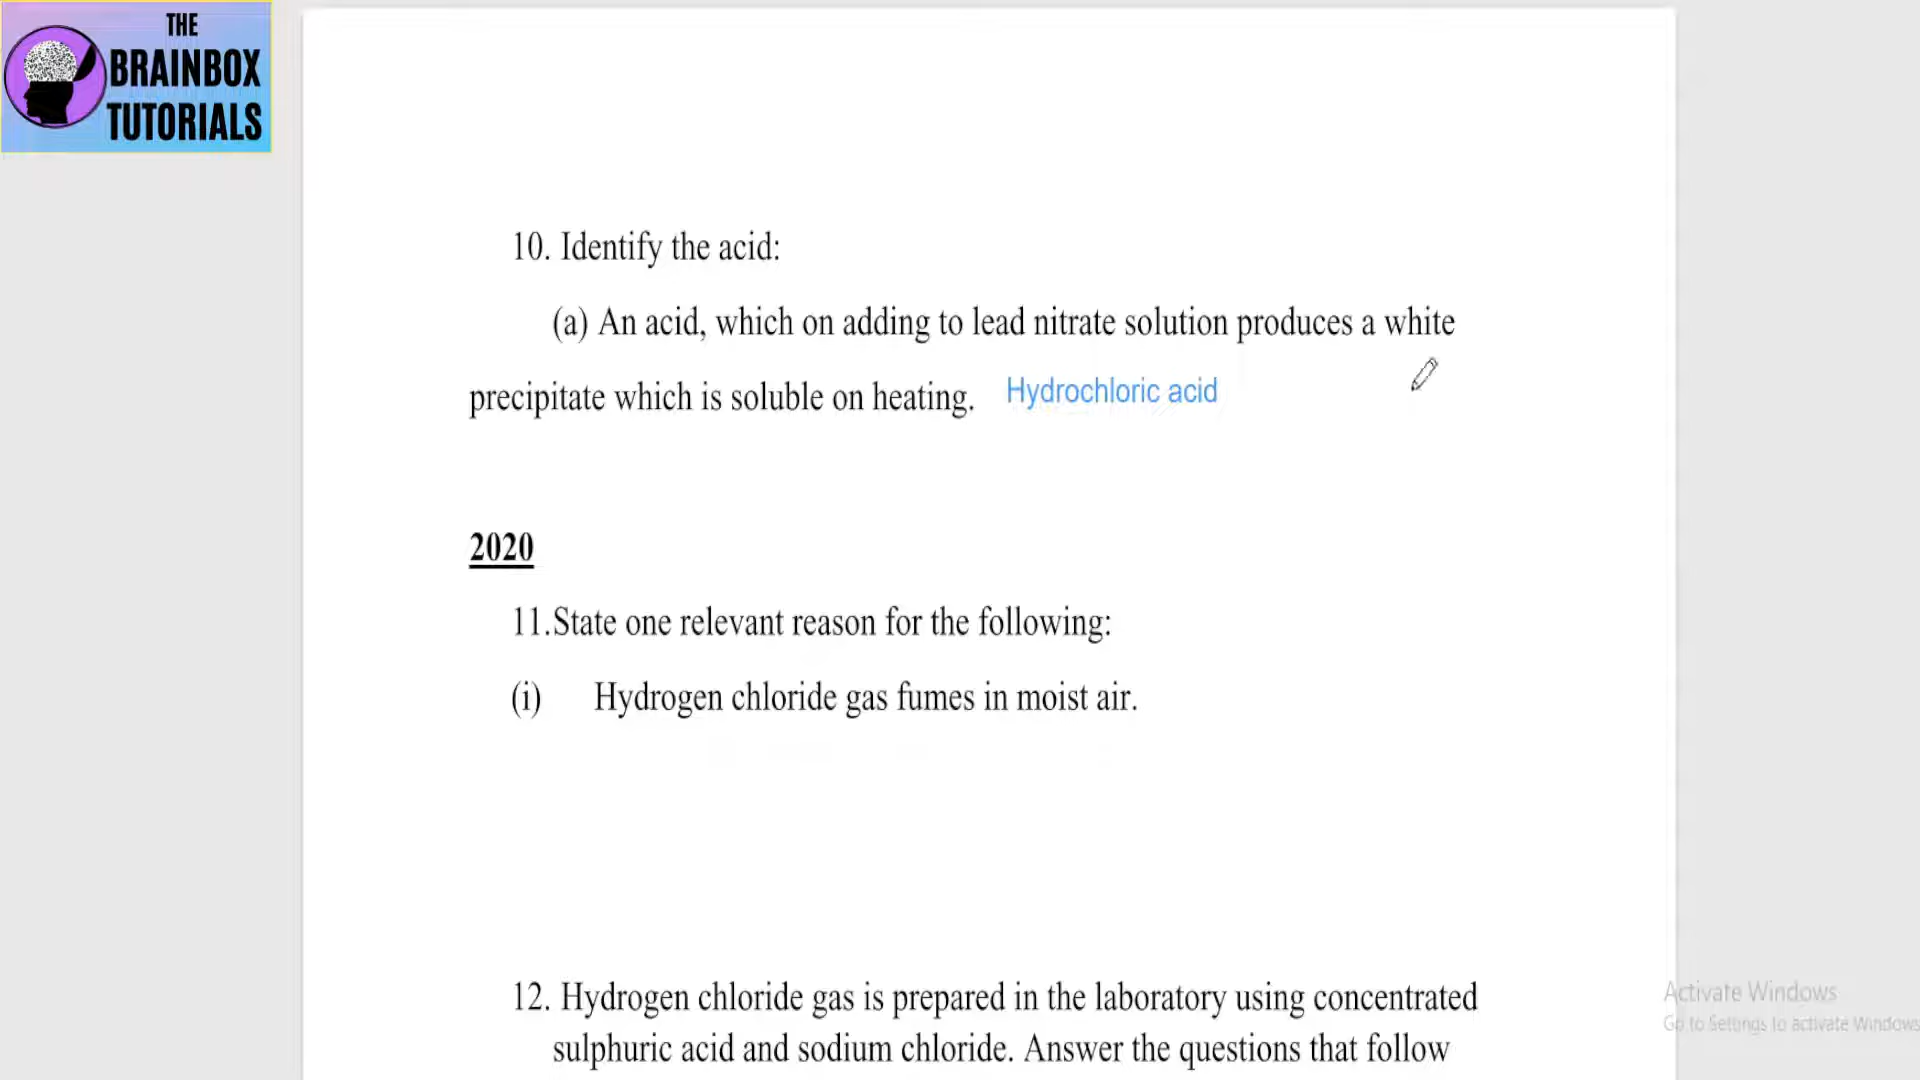 THE
BRAINBOX
TUTORIALS
10. Identify the acid:
(a) An acid, which on adding to lead nitrate solution produces a white
precipitate which is soluble on heating. Hydrochloric acid
2020
11.State one relevant reason for the following:
(i) Hydrogen chloride gas fumes in moist air.
12. Hydrogen chloride gas is prepared in the laboratory using concentrated
sulphuric acid and sodium chloride. Answer the questions that follow
Activate Windows
Go to Settings to activate Windows